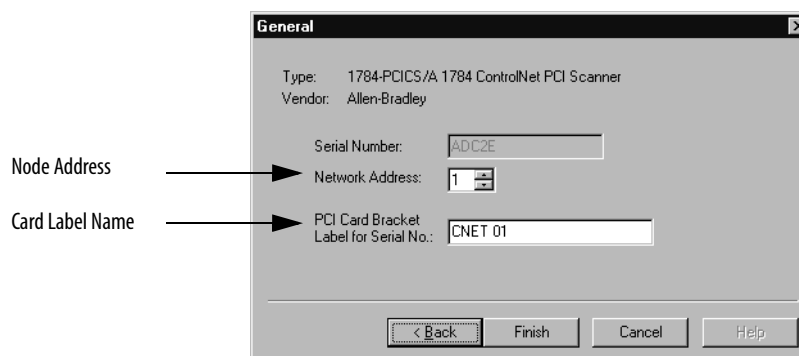 General
Type: 1784-PCICS/A 1784 ControlNet PCI Scanner
Vendor: Allen-Bradley
Serial Number: ADC2E
Node Address
Network Address: 1
Card Label Name
PCI Card Bracket
Label for Serial No.: CNET 01
< Back Finish Cancel Help